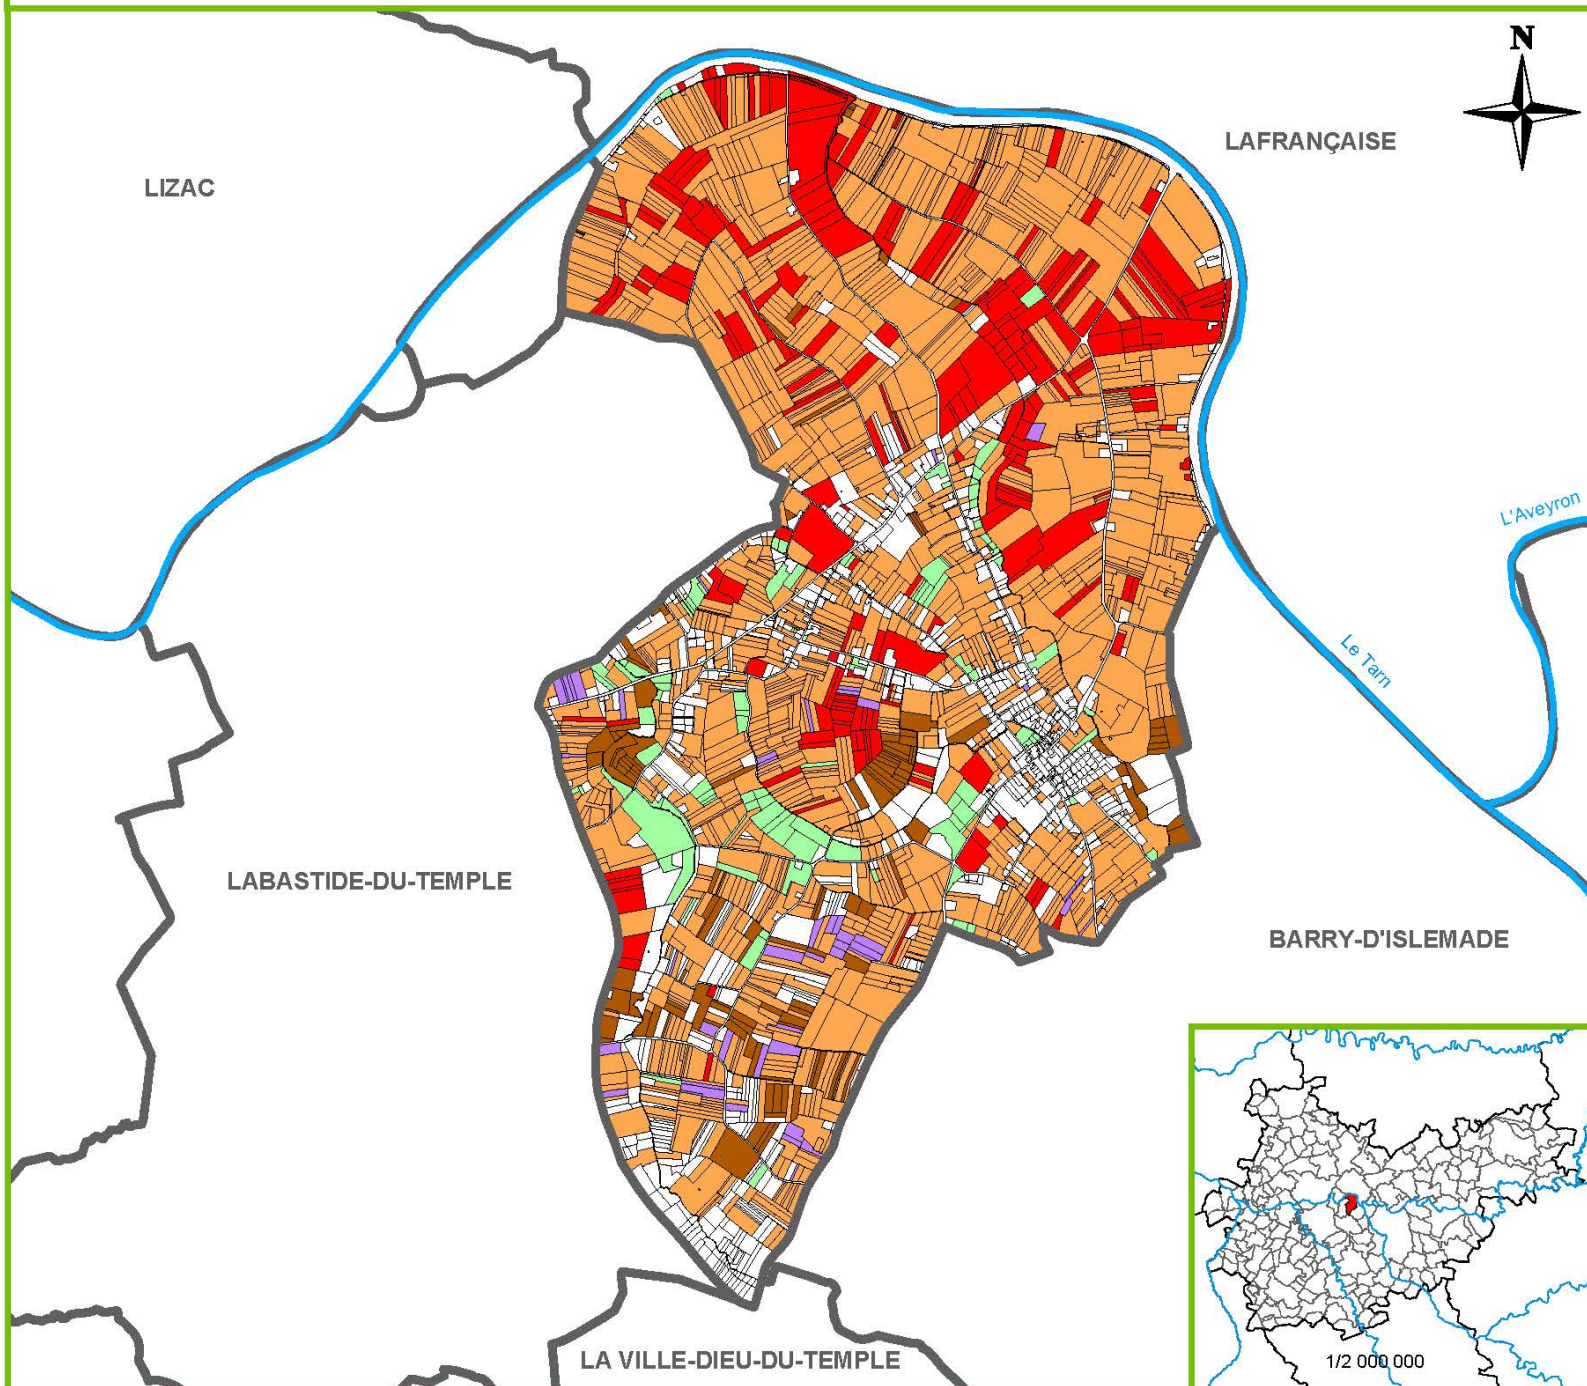 N
LAFRANÇAISE
LIZAC
L'Aveyron
Le Tarn
LABASTIDE-DU-TEMPLE
BARRY-D'ISLEMADE
LA VILLE-DIEU-DU-TEMPLE
1/2 000 000